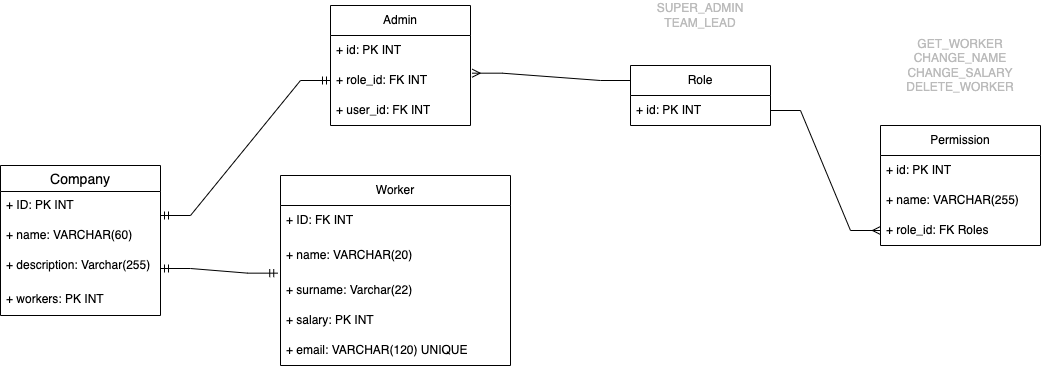 SUPER_ADMIN
TEAM_LEAD
GET_WORKER
CHANGE_NAME
CHANGE_SALARY
DELETE_WORKER
Admin
+ id: PK INT
+ role_id: FK INT
+ user_id: FK INT
Role
+ id: PK INT
Permission
+ id: PK INT
+ name: VARCHAR(255)
+ role_id: FK Roles
Company
+ ID: PK INT
+ name: VARCHAR(60)
+ description: Varchar(255)
+ workers: PK INT
Worker
+ ID: FK INT
+ name: VARCHAR(20)
+ surname: Varchar(22)
+ salary: PK INT
+ email: VARCHAR(120) UNIQUE